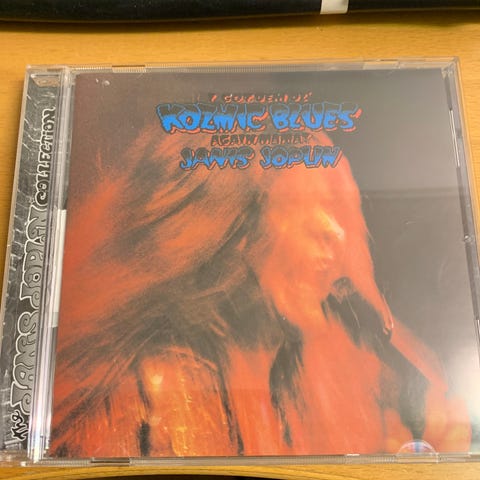 I GOT DEM OL'
KOZMIC BLUES
AGAIN MAMA!
JANIS JOPLIN
THE JANIS JOPLIN COLLECTION